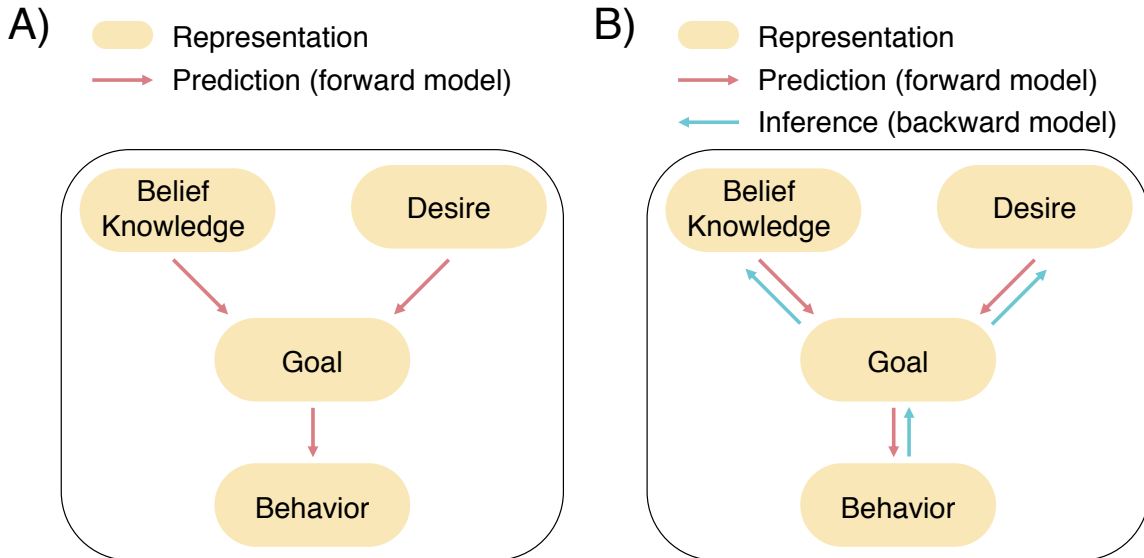 A)
Representation
Prediction (forward model)
Belief
Knowledge
Desire
Goal
Behavior
B)
Representation
Prediction (forward model)
Inference (backward model)
Belief
Knowledge
Desire
Goal
Behavior